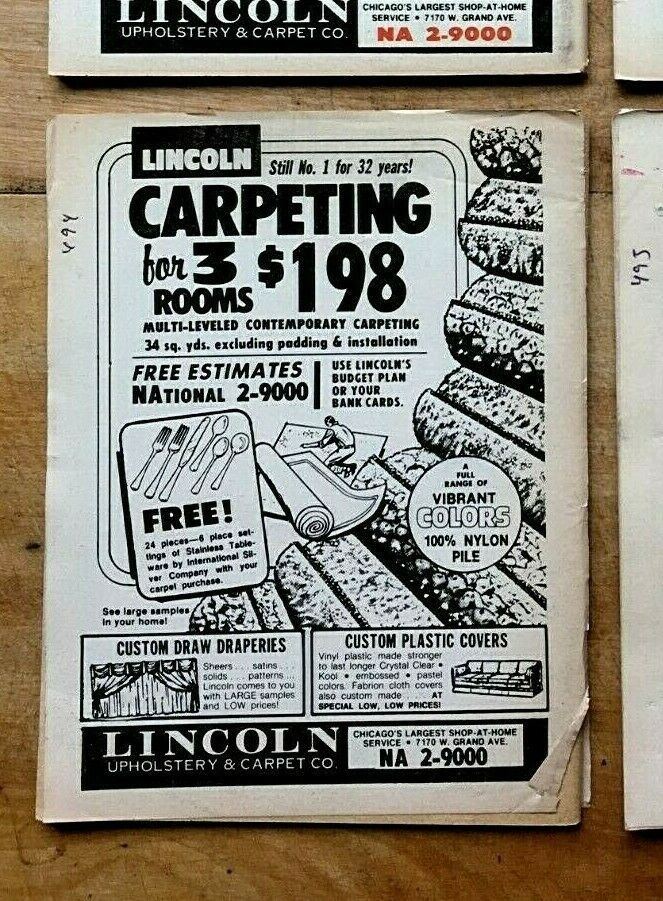 LINCOLN
UPHOLSTERY & CARPET CO.
CHICAGO'S LARGEST SHOP-AT-HOME
SERVICE • 7170 W. GRAND AVE.
NA 2-9000
494
495
LINCOLN
Still No. 1 for 32 years!
CARPETING
for 3
ROOMS
$198
MULTI-LEVELED CONTEMPORARY CARPETING
34 sq. yds. excluding padding & installation
FREE ESTIMATES
NATIONAL 2-9000
USE LINCOLN'S
BUDGET PLAN
OR YOUR
BANK CARDS.
FREE!
24 pieces—6 place set-
tings of Stainless Table-
ware by International Sil-
ver Company with your
carpet purchase.
A
FULL
RANGE OF
VIBRANT
COLORS
100% NYLON
PILE
See large samples
in your home!
CUSTOM DRAW DRAPERIES
Sheers . . . satins . . .
solids . . . patterns . . .
Lincoln comes to you
with LARGE samples
and LOW prices!
CUSTOM PLASTIC COVERS
Vinyl plastic made stronger
to last longer Crystal Clear •
Kool • embossed • pastel
colors. Fabrion cloth covers
also custom made . . . AT
SPECIAL LOW, LOW PRICES!
LINCOLN
UPHOLSTERY & CARPET CO.
CHICAGO'S LARGEST SHOP-AT-HOME
SERVICE • 7170 W. GRAND AVE.
NA 2-9000